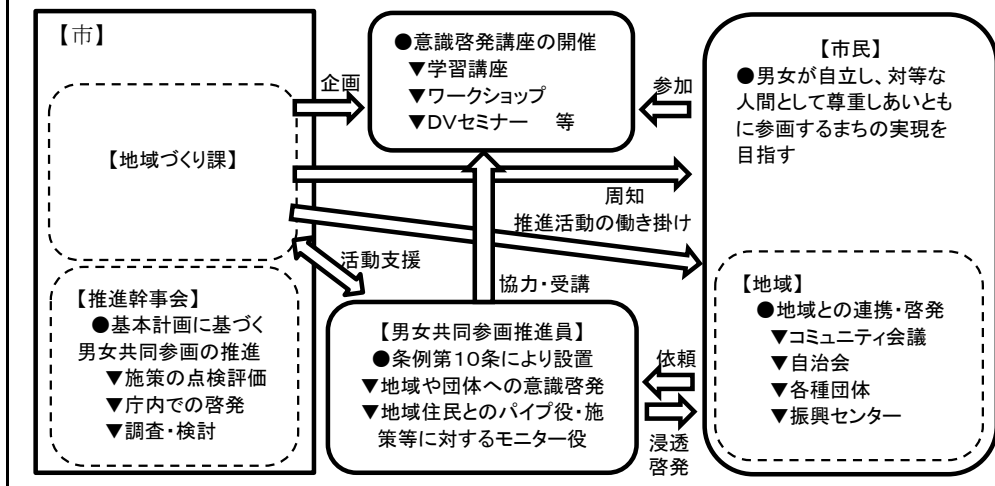 【市】
【地域づくり課】
【推進幹事会】
●基本計画に基づく
男女共同参画の推進
▼施策の点検評価
▼庁内での啓発
▼調査・検討
企画
●意識啓発講座の開催
▼学習講座
▼ワークショップ
▼DVセミナー　等
参加
周知
推進活動の働き掛け
活動支援
協力・受講
【男女共同参画推進員】
●条例第10条により設置
▼地域や団体への意識啓発
▼地域住民とのパイプ役・施
策等に対するモニター役
依頼
浸透
啓発
【市民】
●男女が自立し、対等な
人間として尊重しあいとも
に参画するまちの実現を
目指す
【地域】
●地域との連携・啓発
▼コミュニティ会議
▼自治会
▼各種団体
▼振興センター